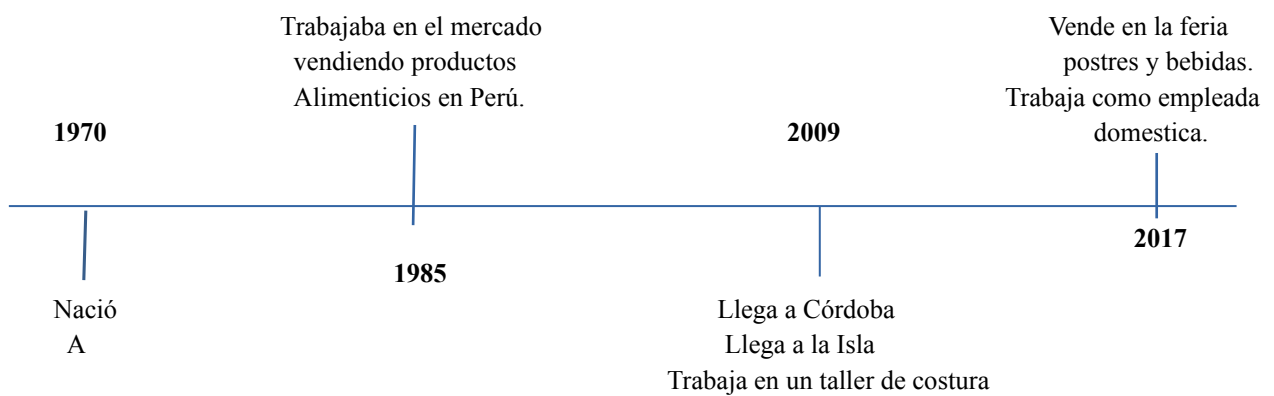 Trabajaba en el mercado
vendiendo productos
Alimenticios en Perú.
Vende en la feria
postres y bebidas.
Trabaja como empleada
domestica.
1970
2009
1985
2017
Nació
A
Llega a Córdoba
Llega a la Isla
Trabaja en un taller de costura